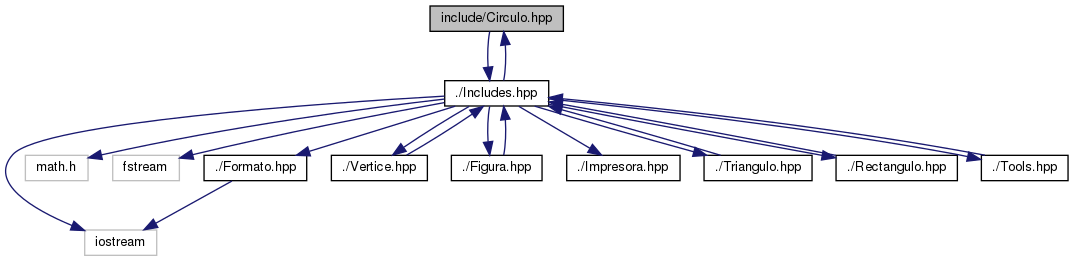 include/Circulo.hpp
./Includes.hpp
math.h
fstream
./Formato.hpp
./Vertice.hpp
./Figura.hpp
./Impresora.hpp
./Triangulo.hpp
./Rectangulo.hpp
./Tools.hpp
iostream